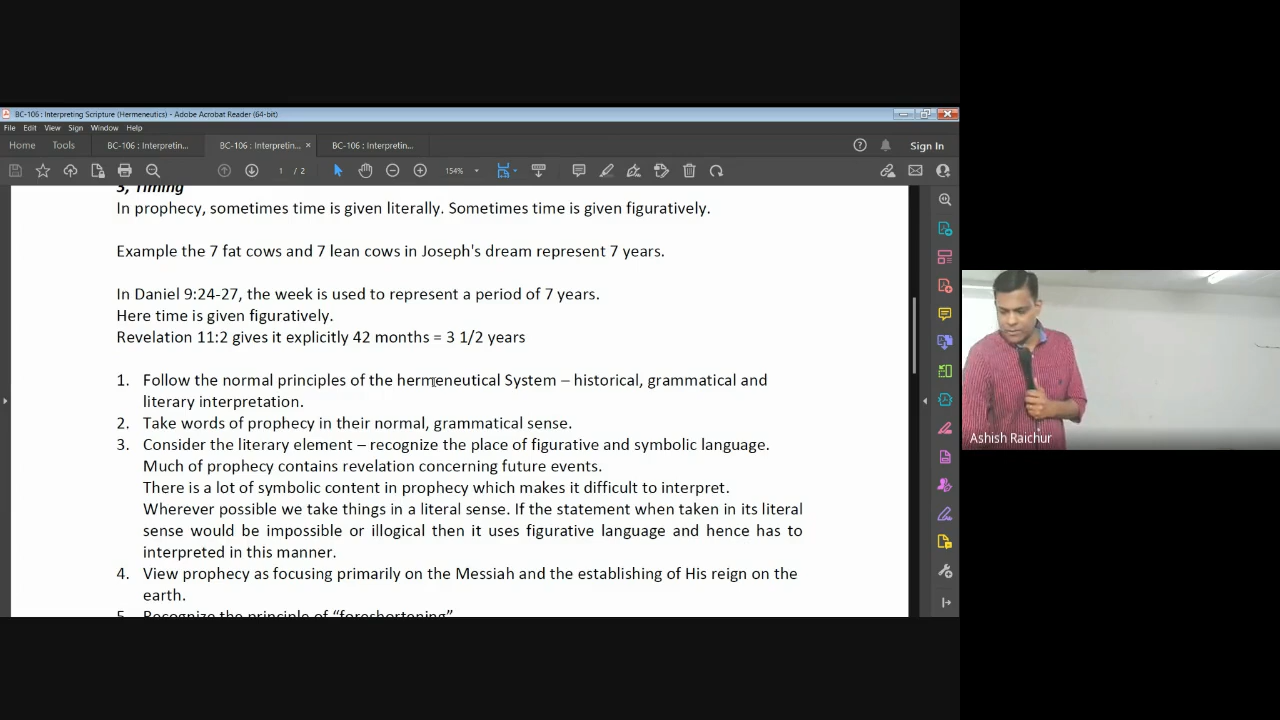 BC-106 : Interpreting Scripture (Hermeneutics) - Adobe Acrobat Reader (64-bit)
File Edit View Sign Window Help
Home Tools BC-106 : Interpretin... BC-106 : Interpretin... × BC-106 : Interpretin... Sign In
1 / 2 154%
3, Timing
In prophecy, sometimes time is given literally. Sometimes time is given figuratively.
Example the 7 fat cows and 7 lean cows in Joseph's dream represent 7 years.
In Daniel 9:24-27, the week is used to represent a period of 7 years.
Here time is given figuratively.
Revelation 11:2 gives it explicitly 42 months = 3 1/2 years
1. Follow the normal principles of the hermeneutical System – historical, grammatical and
literary interpretation.
2. Take words of prophecy in their normal, grammatical sense.
3. Consider the literary element – recognize the place of figurative and symbolic language.
Much of prophecy contains revelation concerning future events.
There is a lot of symbolic content in prophecy which makes it difficult to interpret.
Wherever possible we take things in a literal sense. If the statement when taken in its literal
sense would be impossible or illogical then it uses figurative language and hence has to
interpreted in this manner.
4. View prophecy as focusing primarily on the Messiah and the establishing of His reign on the
earth.
5. Recognize the principle of “foreshortening”
Ashish Raichur